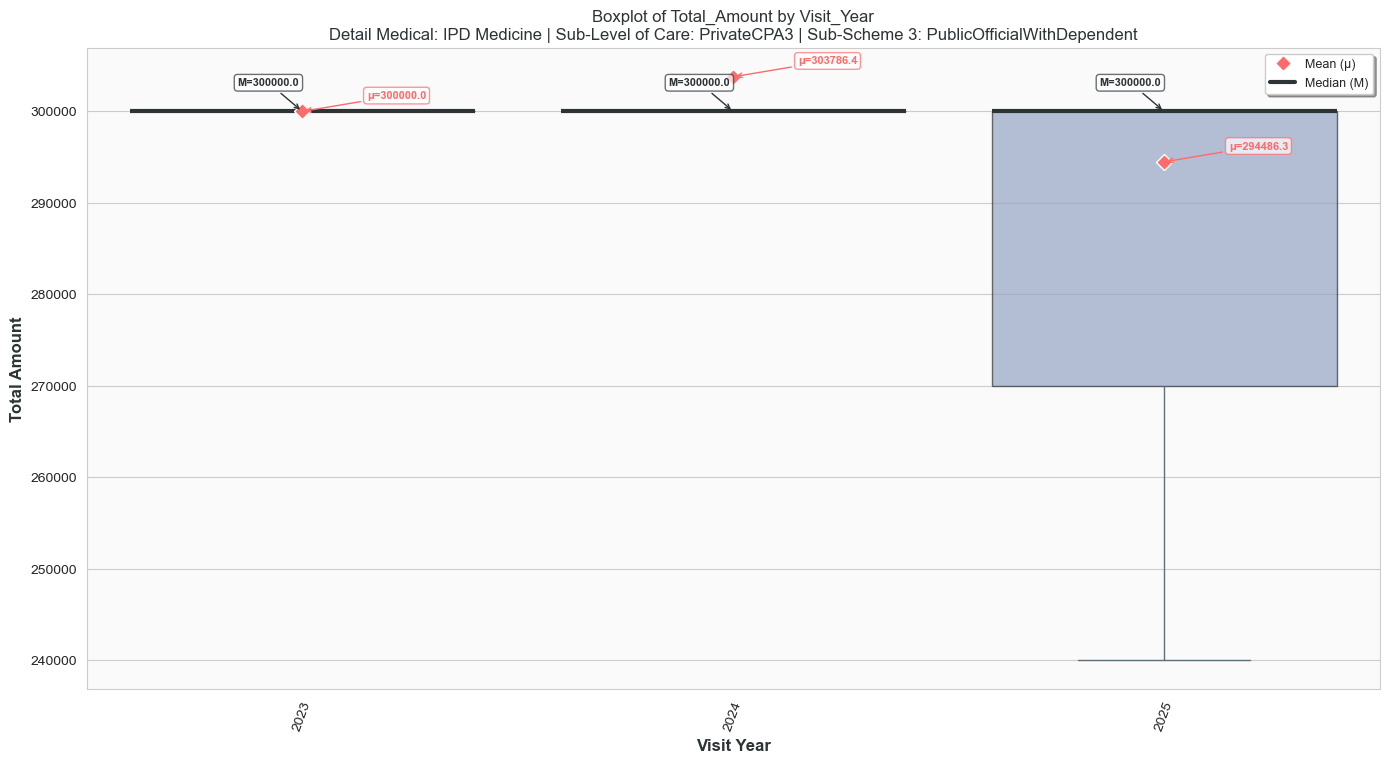 Boxplot of Total_Amount by Visit_Year
Detail Medical: IPD Medicine | Sub-Level of Care: PrivateCPA3 | Sub-Scheme 3: PublicOfficialWithDependent
Mean (μ)
Median (M)
M=300000.0
μ=300000.0
M=300000.0
μ=303786.4
M=300000.0
μ=294486.3
Total Amount
300000
290000
280000
270000
260000
250000
240000
2023
2024
2025
Visit Year